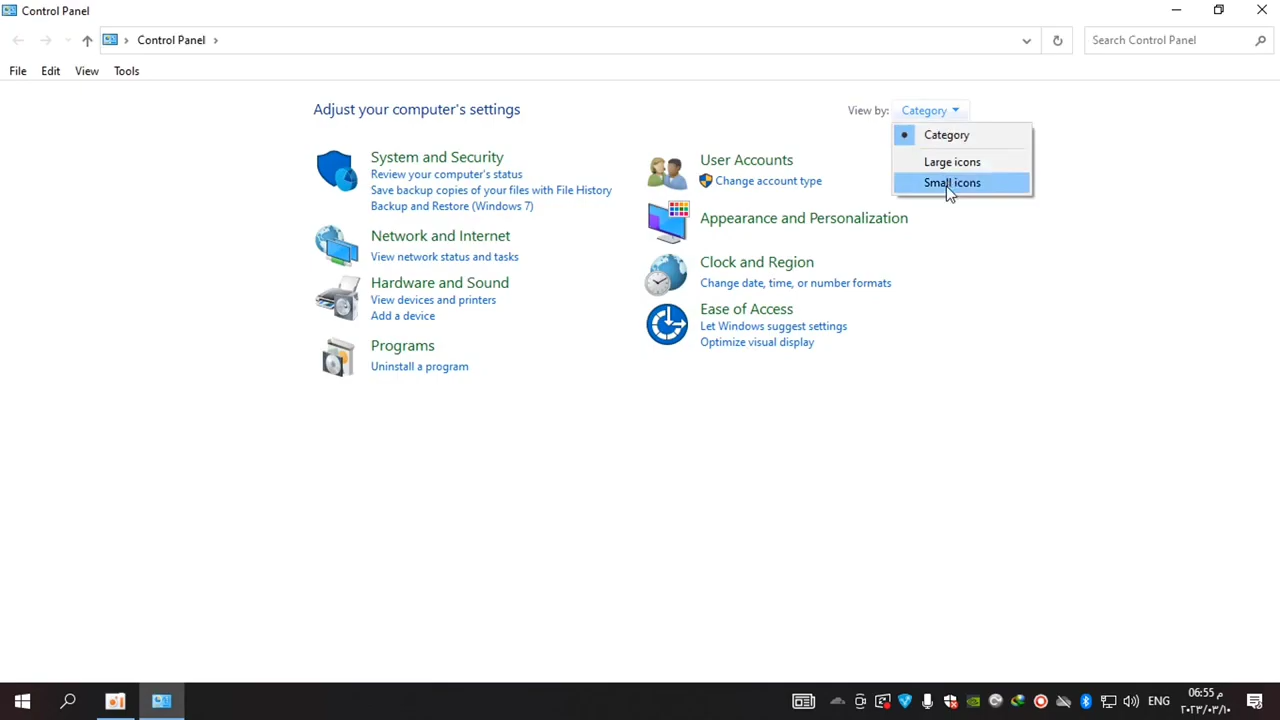 Control Panel
Control Panel
Search Control Panel
File Edit View Tools
Adjust your computer's settings
View by: Category
Category
Large icons
Small icons
System and Security
Review your computer's status
Save backup copies of your files with File History
Backup and Restore (Windows 7)
Network and Internet
View network status and tasks
Hardware and Sound
View devices and printers
Add a device
Programs
Uninstall a program
User Accounts
Change account type
Appearance and Personalization
Clock and Region
Change date, time, or number formats
Ease of Access
Let Windows suggest settings
Optimize visual display
ENG
06:55 م
٢٠٢٣/٠٣/١٠